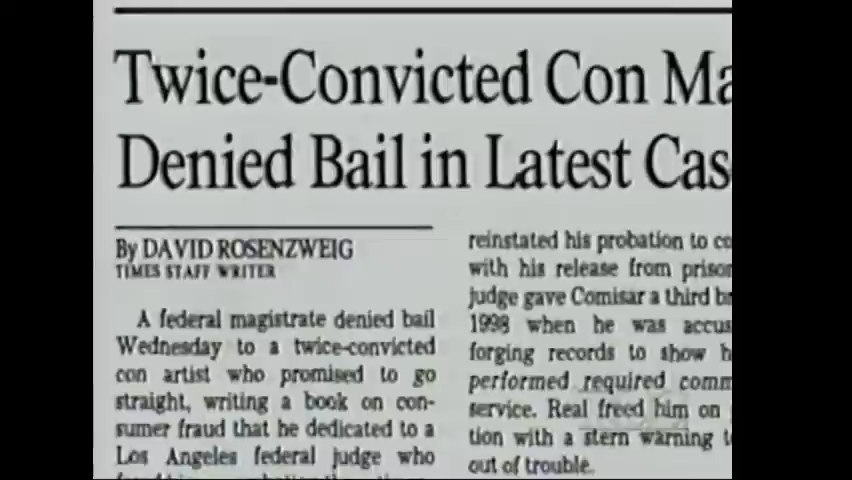 Twice-Convicted Con Ma
Denied Bail in Latest Cas
By DAVID ROSENZWEIG
TIMES STAFF WRITER
A federal magistrate denied bail
Wednesday to a twice-convicted
con artist who promised to go
straight, writing a book on con-
sumer fraud that he dedicated to a
Los Angeles federal judge who
reinstated his probation to co
with his release from prison
judge gave Comisar a third br
1998 when he was accus
forging records to show h
performed required comm
service. Real freed him on
tion with a stern warning t
out of trouble.